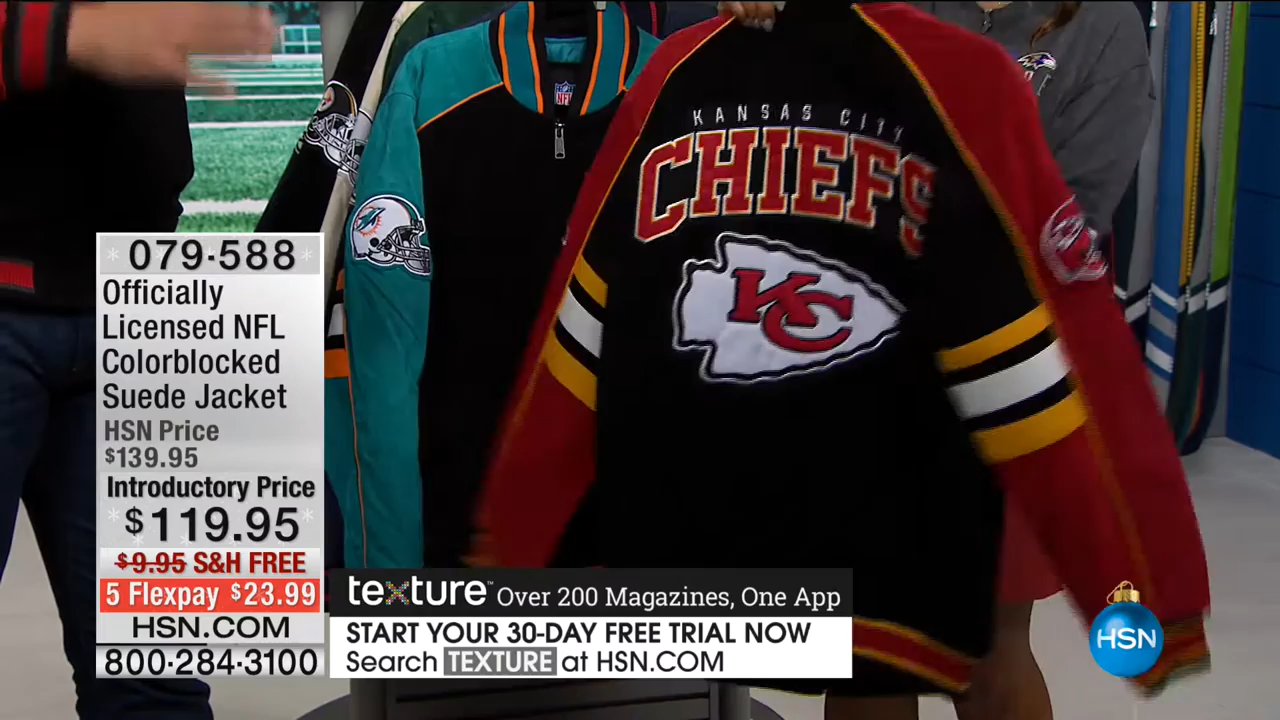 KANSAS CITY
CHIEFS
KC
NFL
079·588
Officially
Licensed NFL
Colorblocked
Suede Jacket
HSN Price
$139.95
Introductory Price
$119.95
$9.95 S&H FREE
5 Flexpay $23.99
HSN.COM
800·284·3100
texture™ Over 200 Magazines, One App
START YOUR 30-DAY FREE TRIAL NOW
Search TEXTURE at HSN.COM
HSN